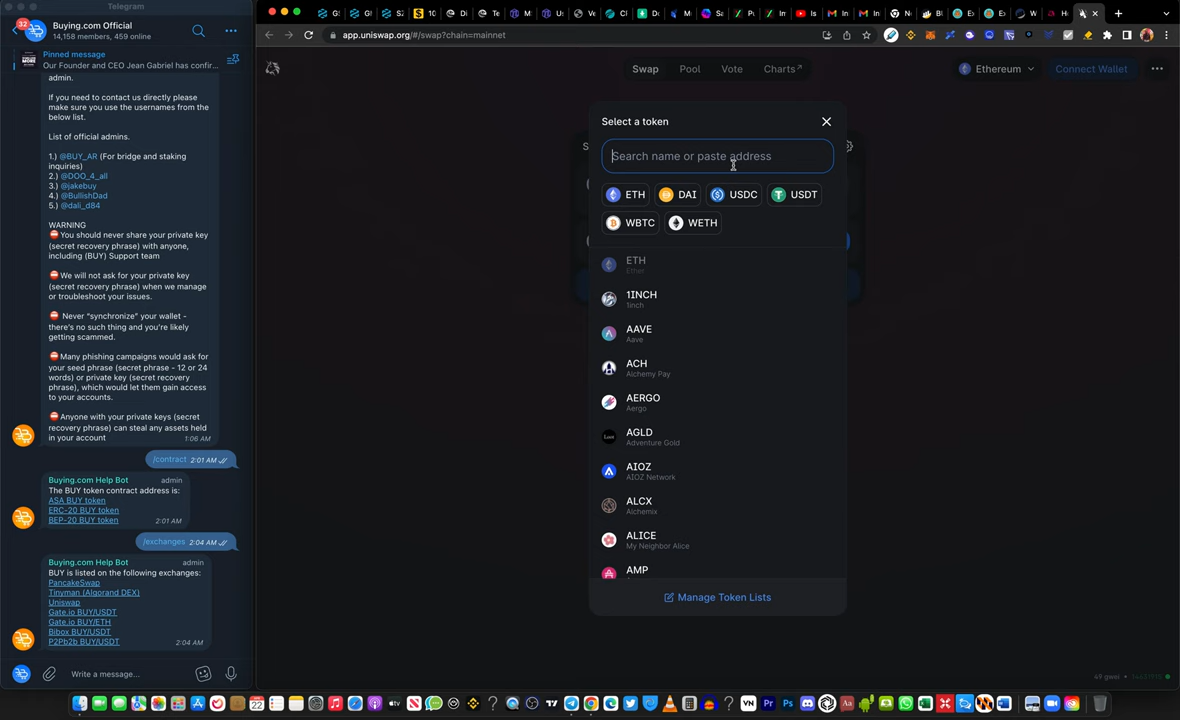 Telegram
32
Buying.com Official
14,158 members, 459 online
Pinned message
Our Founder and CEO Jean Gabriel has confir...
admin.
If you need to contact us directly please
make sure you use the usernames from the
below list.
List of official admins.
1.) @BUY_AR (For bridge and staking
inquiries)
2.) @DOO_4_all
3.) @jakebuy
4.) @BullishDad
5.) @dali_d84
WARNING
You should never share your private key
(secret recovery phrase) with anyone,
including (BUY) Support team
We will not ask for your private key
(secret recovery phrase) when we manage
or troubleshoot your issues.
Never “synchronize” your wallet -
there's no such thing and you're likely
getting scammed.
Many phishing campaigns would ask for
your seed phrase (secret phrase - 12 or 24
words) or private key (secret recovery
phrase), which would let them gain access
to your accounts.
Anyone with your private keys (secret
recovery phrase) can steal any assets held
in your account
1:06 AM
/contract 2:01 AM
Buying.com Help Bot admin
The BUY token contract address is:
ASA BUY token
ERC-20 BUY token
BEP-20 BUY token
2:01 AM
/exchanges 2:04 AM
Buying.com Help Bot admin
BUY is listed on the following exchanges:
PancakeSwap
Tinyman (Algorand DEX)
Uniswap
Gate.io BUY/USDT
Gate.io BUY/ETH
Bibox BUY/USDT
P2Pb2b BUY/USDT
2:04 AM
Write a message...
app.uniswap.org/#/swap?chain=mainnet
Swap Pool Vote Charts
Ethereum
Connect Wallet
Select a token
Search name or paste address
ETH DAI USDC USDT
WBTC WETH
ETH
Ether
1INCH
1inch
AAVE
Aave
ACH
Alchemy Pay
AERGO
Aergo
AGLD
Adventure Gold
AIOZ
AIOZ Network
ALCX
Alchemix
ALICE
My Neighbor Alice
AMP
Manage Token Lists
49 gwei